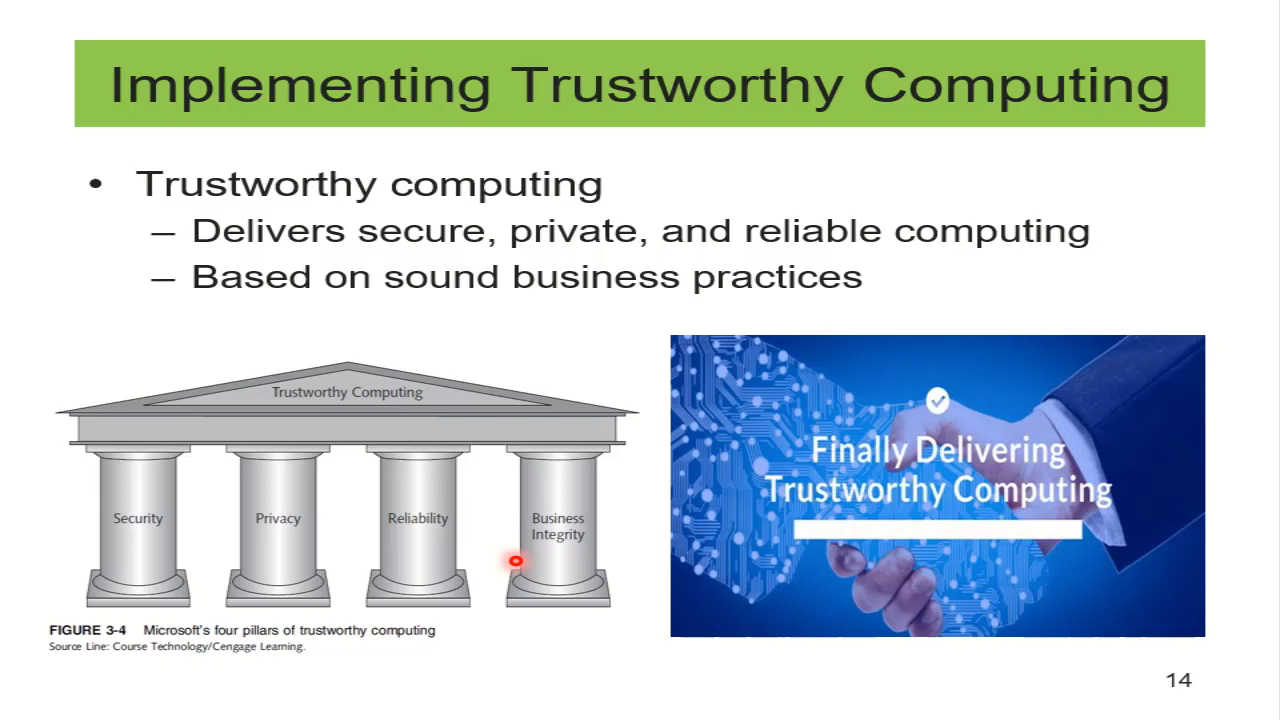 Implementing Trustworthy Computing
• Trustworthy computing
– Delivers secure, private, and reliable computing
– Based on sound business practices
Trustworthy Computing
Security
Privacy
Reliability
Business
Integrity
FIGURE 3-4 Microsoft's four pillars of trustworthy computing
Source Line: Course Technology/Cengage Learning.
Finally Delivering
Trustworthy Computing
14